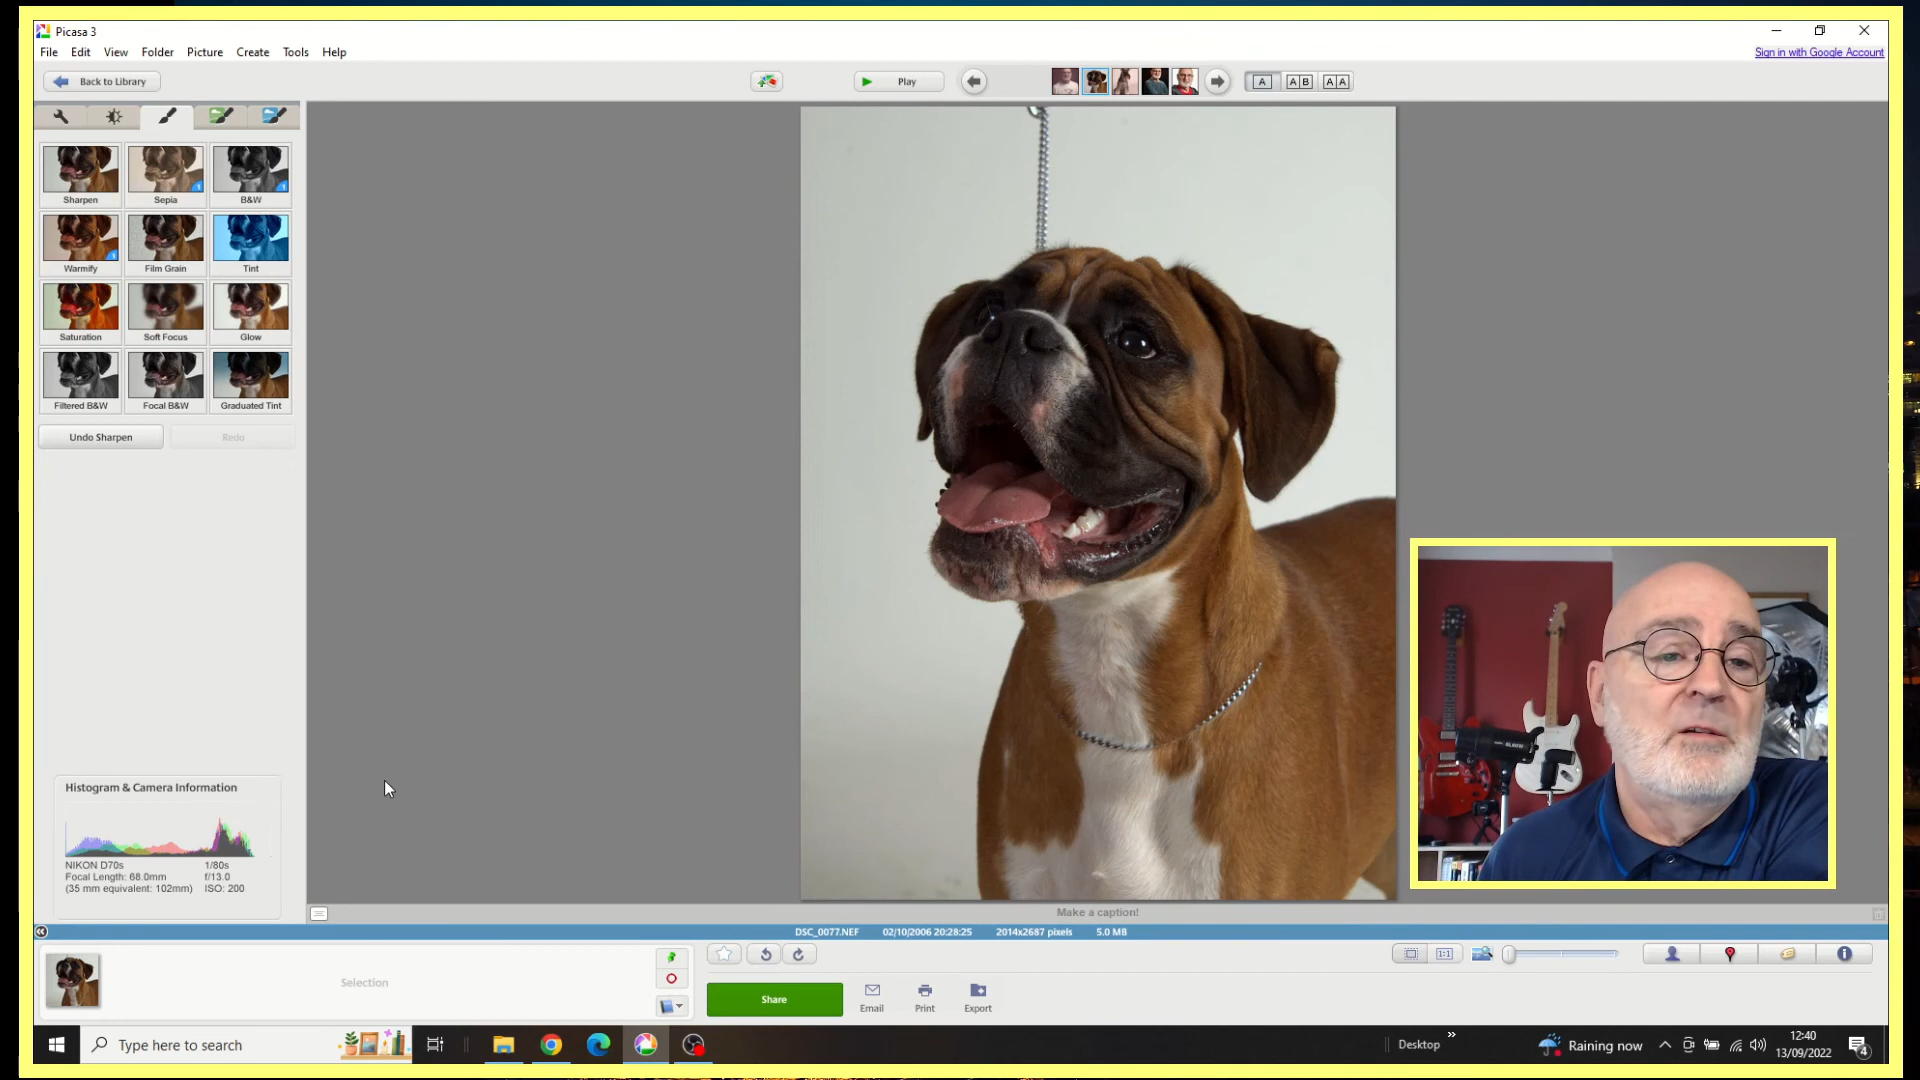 Picasa 3
File Edit View Folder Picture Create Tools Help
Sign in with Google Account
Back to Library
Play
A
A B
A A
Sharpen Sepia B&W
Warmify Film Grain Tint
Saturation Soft Focus Glow
Filtered B&W Focal B&W Graduated Tint
Undo Sharpen Redo
Histogram & Camera Information
NIKON D70s 1/80s
Focal Length: 68.0mm f/13.0
(35 mm equivalent: 102mm) ISO: 200
Make a caption!
DSC_0077.NEF 02/10/2006 20:28:25 2014x2687 pixels 5.0 MB
Selection
1:1
Share
Email Print Export
Type here to search
Desktop
Raining now
12:40
13/09/2022
4